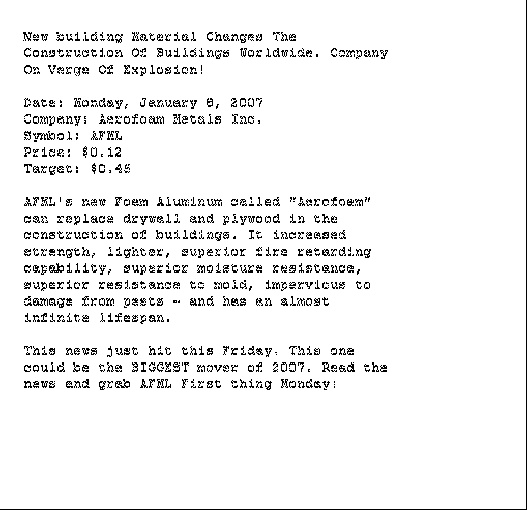 New building Material Changes The
Construction Of Buildings Worldwide. Company
On Verge Of Explosion!
Date: Monday, January 8, 2007
Company: Aerofoam Metals Inc.
Symbol: AFML
Price: $0.12
Target: $0.45
AFML's new Foam Aluminum called "Aerofoam"
can replace drywall and plywood in the
construction of buildings. It increased
strength, lighter, superior fire retarding
capability, superior moisture resistance,
superior resistance to mold, impervious to
damage from pests - and has an almost
infinite lifespan.
This news just hit this Friday. This one
could be the BIGGEST mover of 2007. Read the
news and grab AFML First thing Monday!